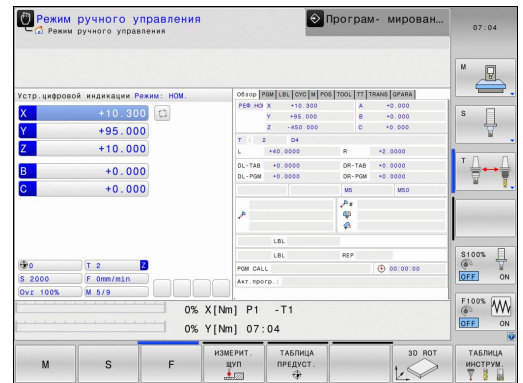 Режим ручного управления
Режим ручного управления
Програм- мирован...
07:04
Устр.цифровой индикации Режим: НОМ.
X +10.300
Y +95.000
Z +10.000
B +0.000
C +0.000
0 T 2 Z
S 2000 F 0mm/min
Ovr 100% M 5/9
Обзор PGM LBL CYC M POS TOOL TT TRANS QPARA
РЕФ.НОМ X +10.300 A +0.000
Y +95.000 B +0.000
Z -450.000 C +0.000
T : 2 D4
L +40.0000 R +2.0000
DL-TAB +0.0000 DR-TAB +0.0000
DL-PGM +0.0000 DR-PGM +0.0000
M5 M50
P #
P
LBL
LBL REP
PGM CALL 00:00:00
Акт.прогр.:
0% X[Nm] P1 -T1
0% Y[Nm] 07:04
M
S
T
S100%
OFF ON
F100%
OFF ON
M
S
F
ИЗМЕРИТ. ЩУП
ТАБЛИЦА ПРЕДУСТ.
3D ROT
ТАБЛИЦА ИНСТРУМ.